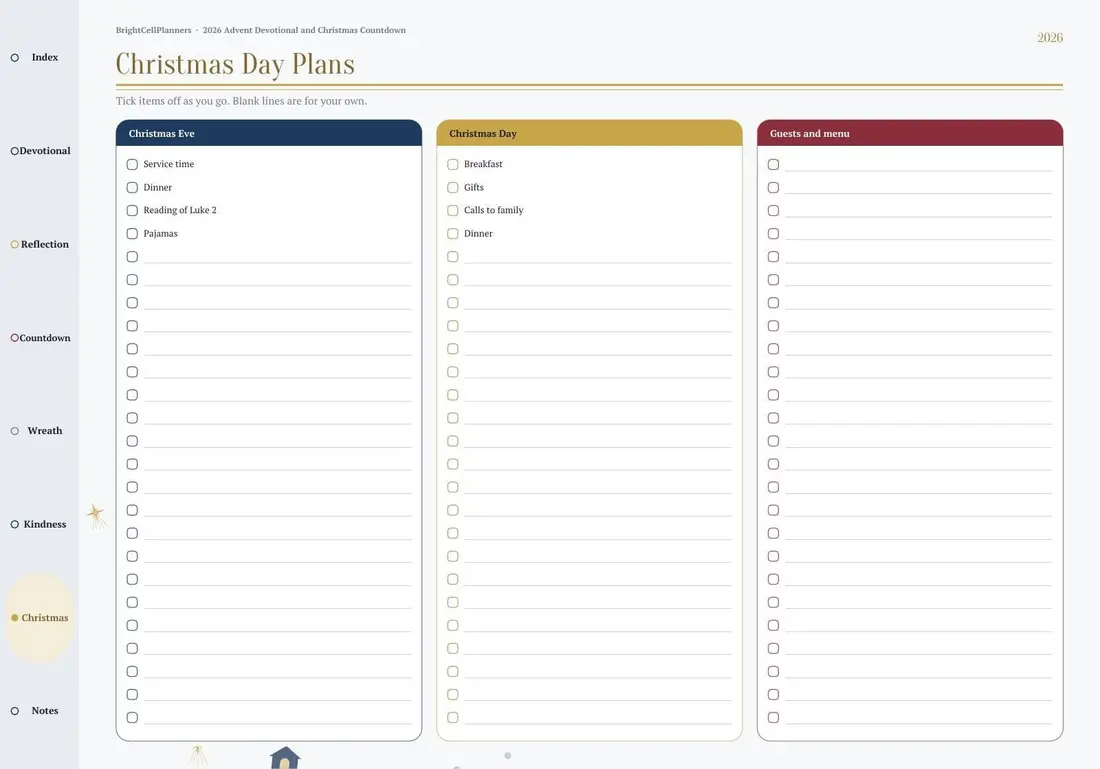 BrightCellPlanners · 2026 Advent Devotional and Christmas Countdown
2026
Christmas Day Plans
Tick items off as you go. Blank lines are for your own.
Index
Devotional
Reflection
Countdown
Wreath
Kindness
Christmas
Notes
Christmas Eve
Service time
Dinner
Reading of Luke 2
Pajamas
Christmas Day
Breakfast
Gifts
Calls to family
Dinner
Guests and menu